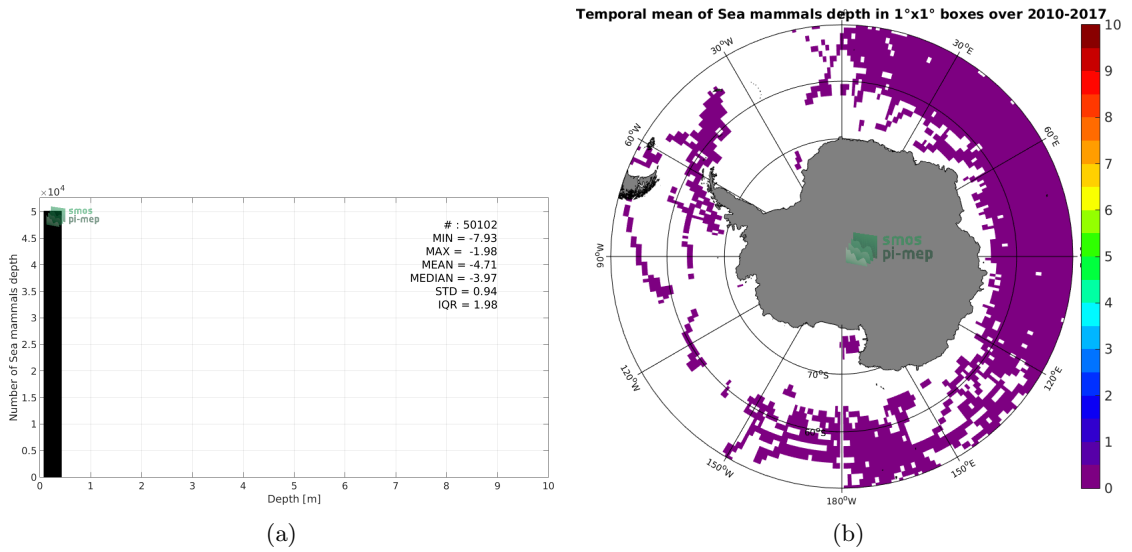 ×10⁴
5
4.5
4
3.5
3
2.5
2
1.5
1
0.5
0
Number of Sea mammals depth
smos
pi-mep
# : 50102
MIN = -7.93
MAX = -1.98
MEAN = -4.71
MEDIAN = -3.97
STD = 0.94
IQR = 1.98
0 1 2 3 4 5 6 7 8 9 10
Depth [m]
(a)
Temporal mean of Sea mammals depth in 1°x1° boxes over 2010-2017
30°W
30°E
60°W
60°E
90°W
120°W
120°E
150°W
150°E
180°W
70°S
60°S
smos
pi-mep
10
9
8
7
6
5
4
3
2
1
0
(b)